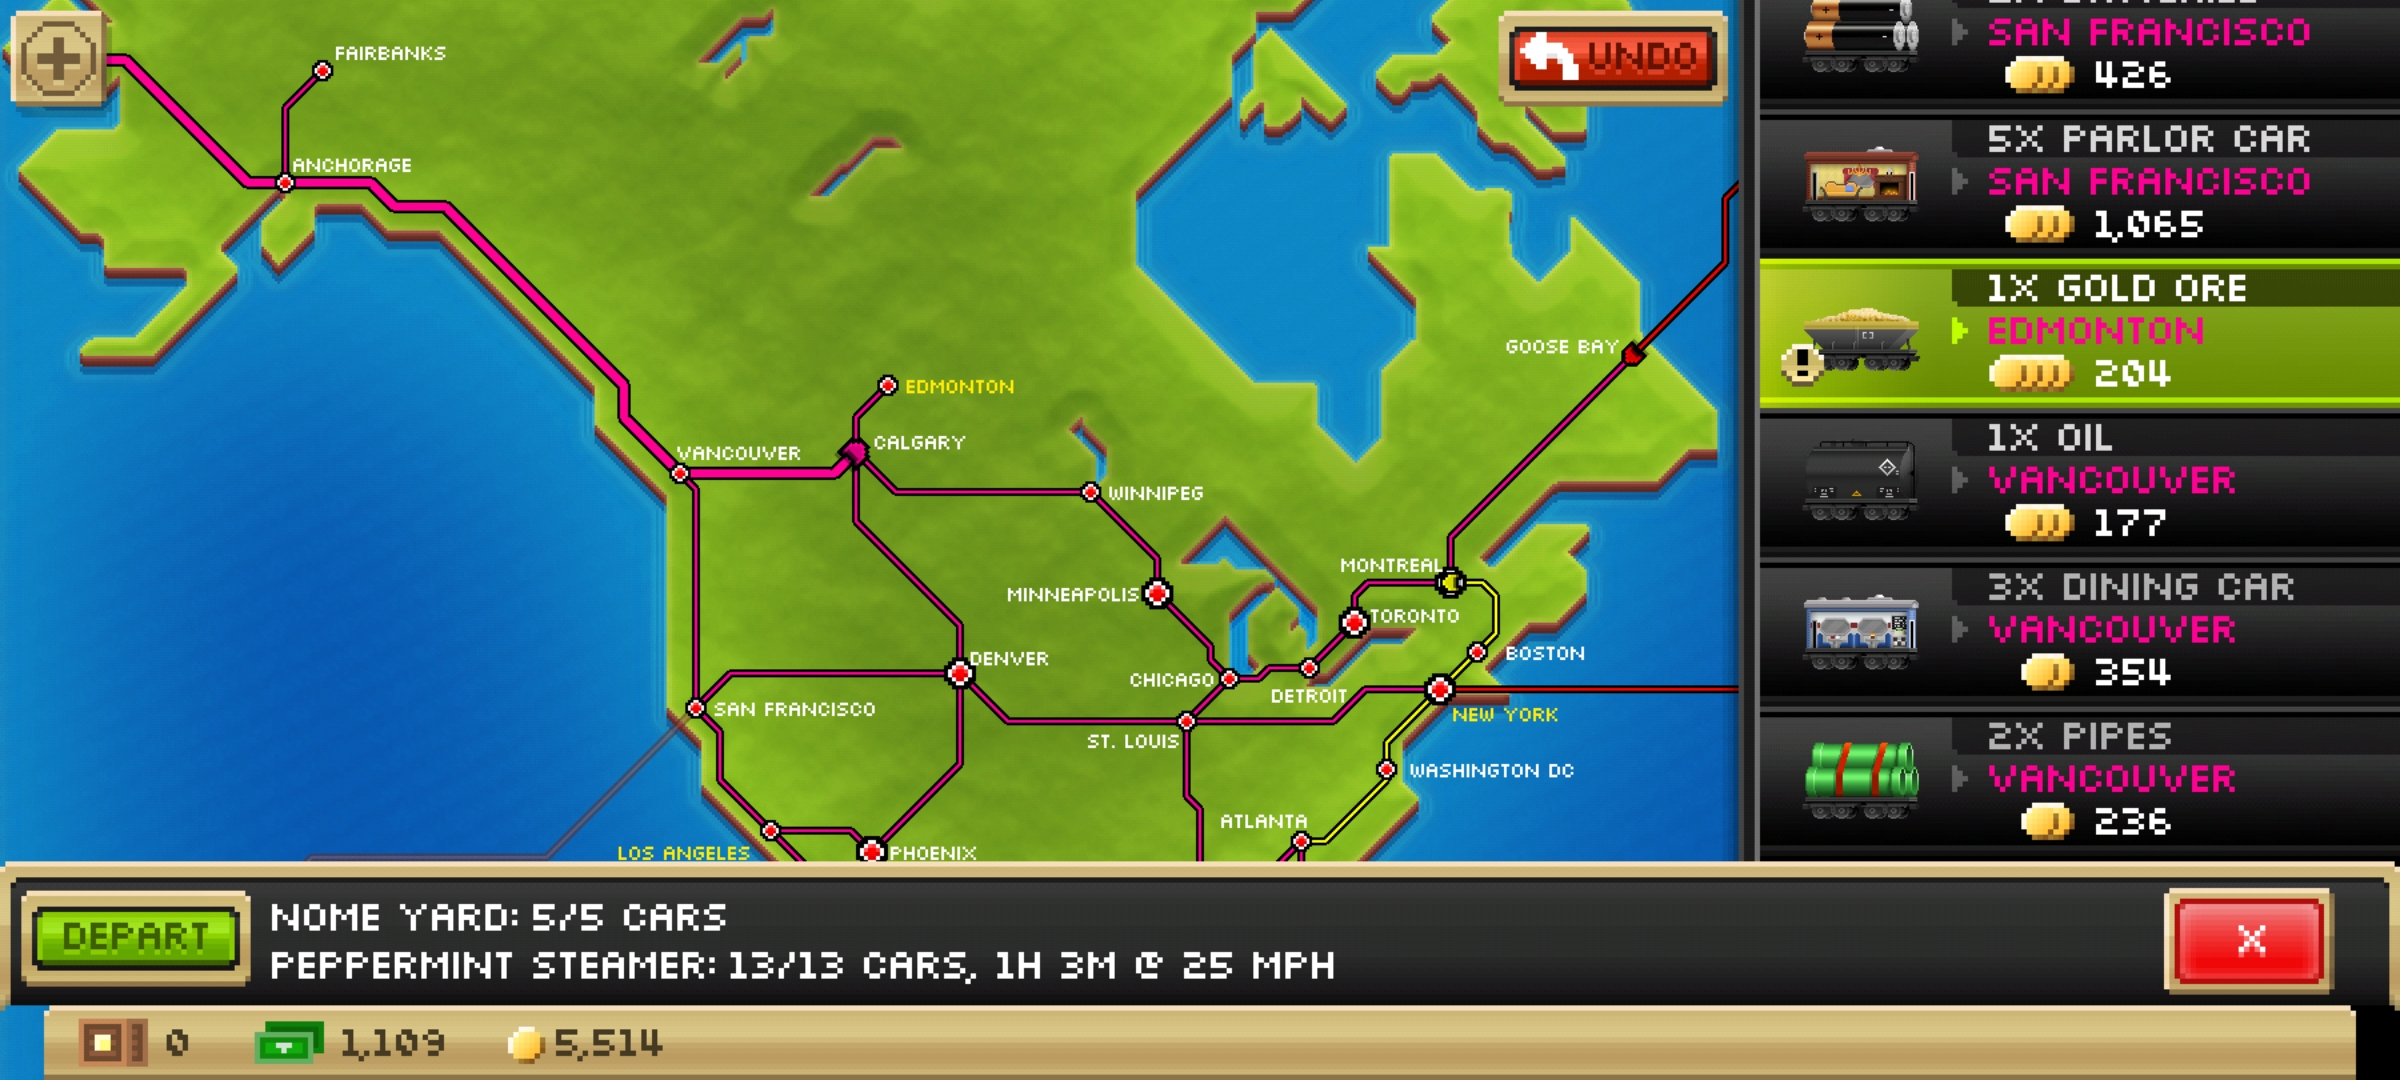 FAIRBANKS
ANCHORAGE
EDMONTON
CALGARY
VANCOUVER
WINNIPEG
GOOSE BAY
MONTREAL
MINNEAPOLIS
TORONTO
BOSTON
DENVER
CHICAGO
DETROIT
SAN FRANCISCO
NEW YORK
ST. LOUIS
WASHINGTON DC
ATLANTA
LOS ANGELES
PHOENIX
UNDO
SAN FRANCISCO
426
5X PARLOR CAR
SAN FRANCISCO
1,065
1X GOLD ORE
EDMONTON
204
1X OIL
VANCOUVER
177
3X DINING CAR
VANCOUVER
354
2X PIPES
VANCOUVER
236
DEPART
NOME YARD: 5/5 CARS
PEPPERMINT STEAMER: 13/13 CARS, 1H 3M @ 25 MPH
X
0 1,109 5,514